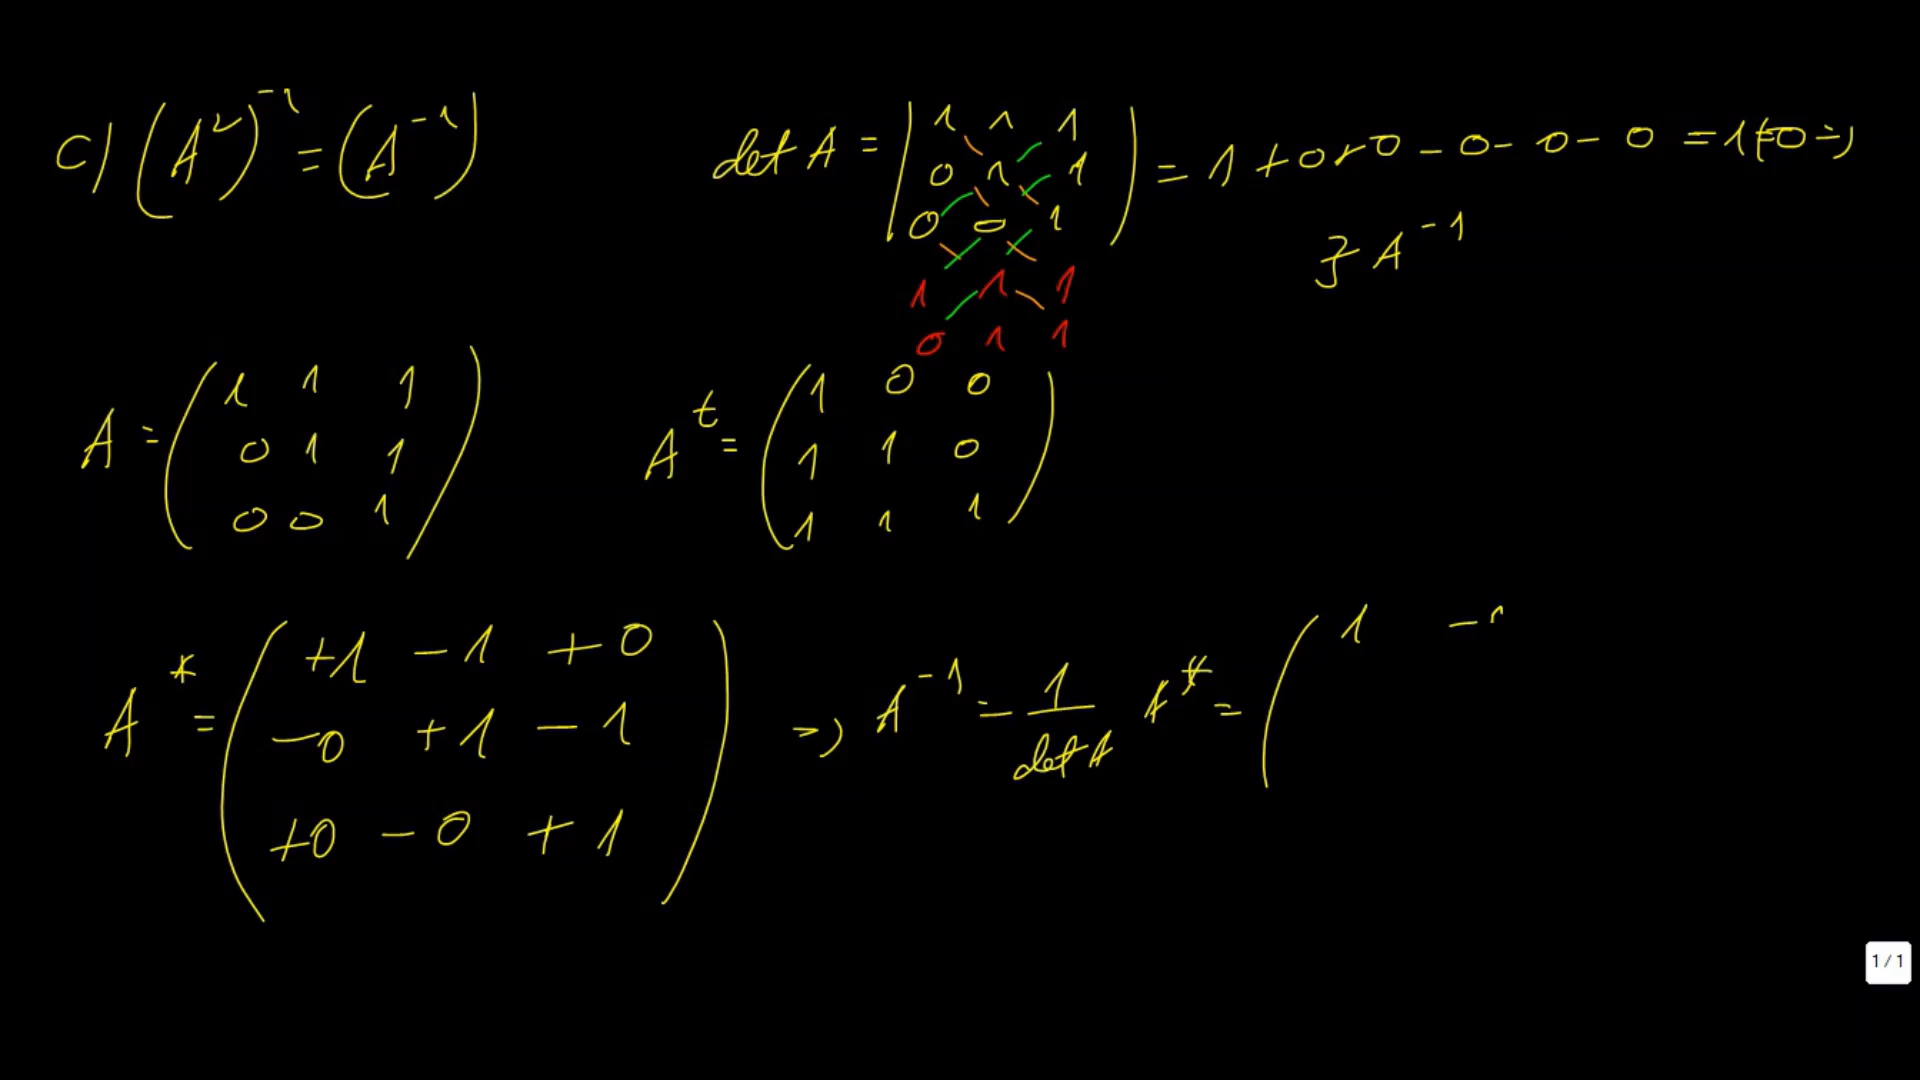 c) (A²)⁻¹ = (A⁻¹)
det A = | 1 1 1 | = 1 + 0 + 0 - 0 - 0 - 0 = 1 (≠0 =)
0 1 1
0 0 1
∃ A⁻¹
1 1 1
0 1 1
A = ( 1 1 1 )
0 1 1
0 0 1
Aᵗ = ( 1 0 0 )
1 1 0
1 1 1
A* = ( +1 -1 +0 )
-0 +1 -1
+0 -0 +1
=) A⁻¹ = 1/det A A* = ( 1 -
1 / 1